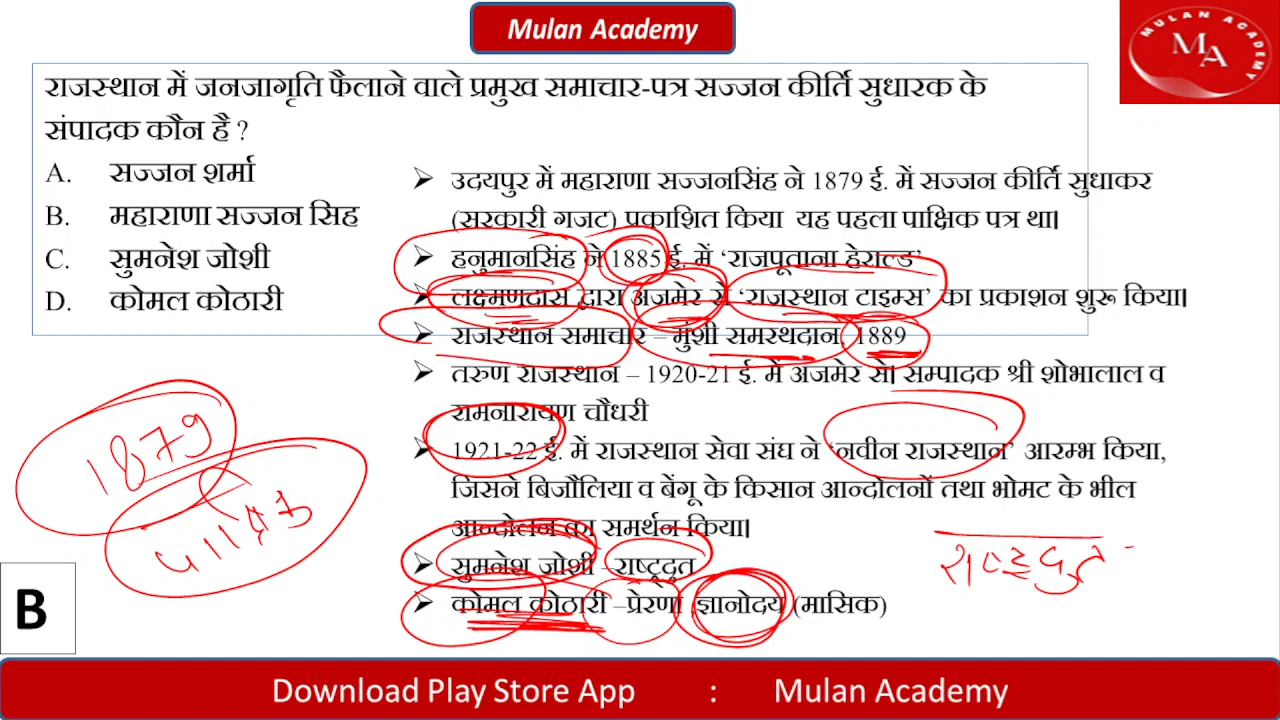 Mulan Academy
MULAN ACADEMY
MA
राजस्थान में जनजागृति फैलाने वाले प्रमुख समाचार-पत्र सज्जन कीर्ति सुधारक के
संपादक कौन है ?
A. सज्जन शर्मा
B. महाराणा सज्जन सिह
C. सुमनेश जोशी
D. कोमल कोठारी
➢ उदयपुर में महाराणा सज्जनसिंह ने 1879 ई. में सज्जन कीर्ति सुधाकर
(सरकारी गजट) प्रकाशित किया यह पहला पाक्षिक पत्र था।
➢ हनुमानसिंह ने 1885 ई. में ‘राजपूताना हेराल्ड’
➢ लक्ष्मणदास द्वारा अजमेर से ‘राजस्थान टाइम्स’ का प्रकाशन शुरू किया।
➢ राजस्थान समाचार – मुंशी समरथदान, 1889
➢ तरुण राजस्थान – 1920-21 ई. में अजमेर से। सम्पादक श्री शोभालाल व
रामनारायण चौधरी
➢ 1921-22 ई. में राजस्थान सेवा संघ ने ‘नवीन राजस्थान’ आरम्भ किया,
जिसने बिजौलिया व बेंगू के किसान आन्दोलनों तथा भोमट के भील
आन्दोलन का समर्थन किया।
➢ सुमनेश जोशी – राष्ट्रदुत
➢ कोमल कोठारी – प्रेरणा ,ज्ञानोदय (मासिक)
1879
B
Download Play Store App : Mulan Academy